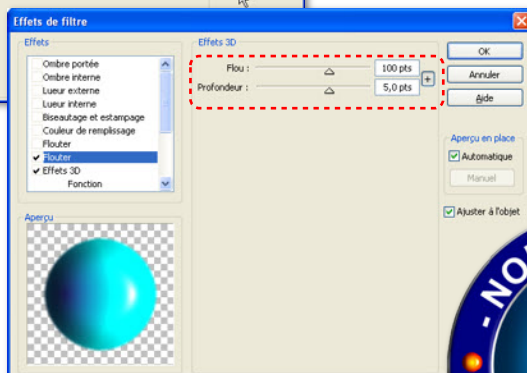 Effets de filtre
Effets
Ombre portée
Ombre interne
Lueur externe
Lueur interne
Biseautage et estampage
Couleur de remplissage
Flouter
Flouter
Effets 3D
Fonction
Effets 3D
Flou : 100 pts
Profondeur : 5,0 pts
+
OK
Annuler
Aide
Aperçu en place
Automatique
Manuel
Ajuster à l'objet
Aperçu
- NO